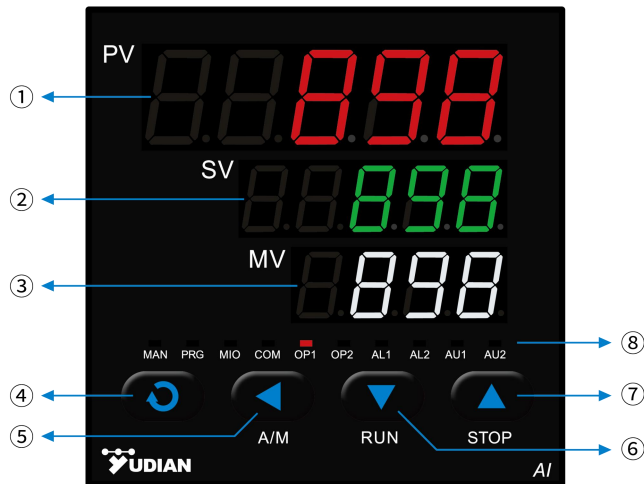 PV
① 898
SV
② 898
MV
③ 898
MAN PRG MIO COM OP1 OP2 AL1 AL2 AU1 AU2 ⑧
④ ⑦
⑤ A/M RUN STOP ⑥
YUDIAN AI